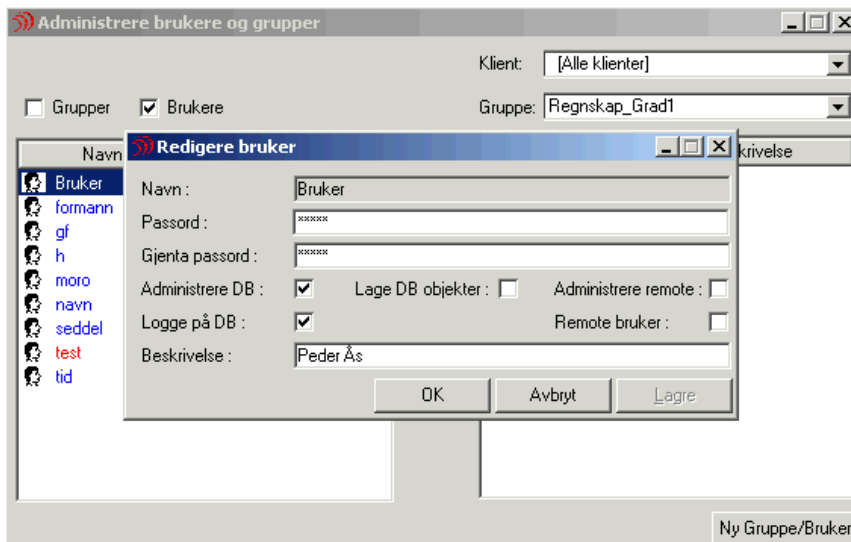 Administrere brukere og grupper
Klient: [Alle klienter]
Grupper Brukere Gruppe: Regnskap_Grad1
Navn krivelse
Redigere bruker
Bruker
formann
gf
h
moro
navn
seddel
test
tid
Navn : Bruker
Passord : *****
Gjenta passord : *****
Administrere DB : Lage DB objekter : Administrere remote :
Logge på DB : Remote bruker :
Beskrivelse : Peder Ås
OK Avbryt Lagre
Ny Gruppe/Bruker